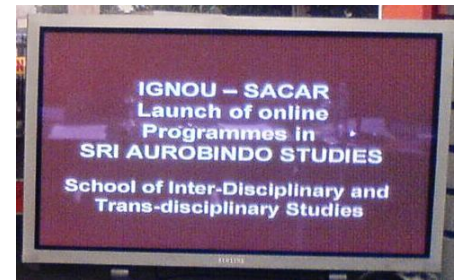 IGNOU – SACAR
Launch of online
Programmes in
SRI AUROBINDO STUDIES
School of Inter-Disciplinary and
Trans-disciplinary Studies